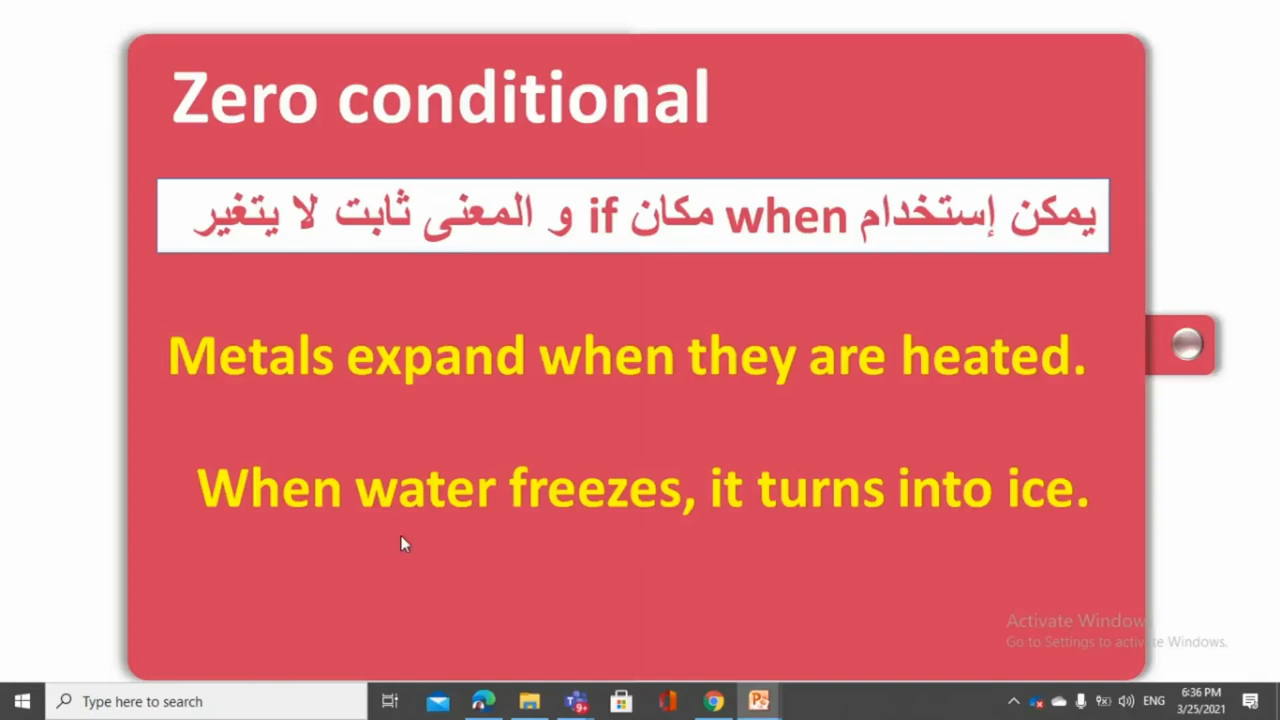 Zero conditional
يمكن إستخدام when مكان if و المعنى ثابت لا يتغير
Metals expand when they are heated.
When water freezes, it turns into ice.
Activate Window
Go to Settings to activate Windows.
Type here to search
9+
ENG
6:36 PM
3/25/2021